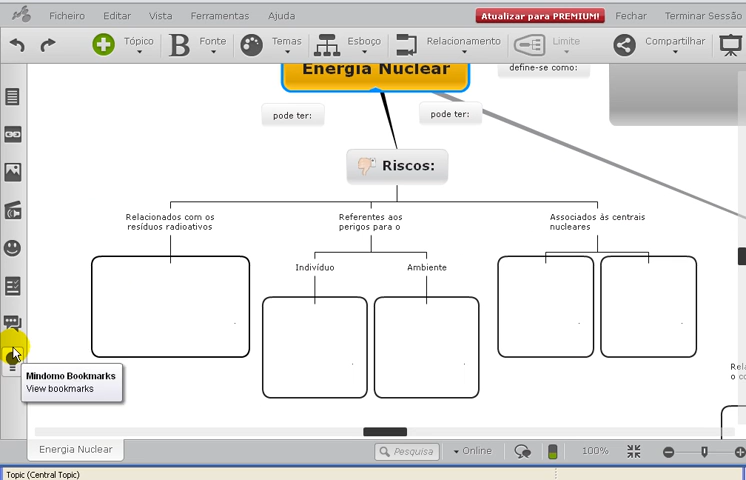 Ficheiro Editar Vista Ferramentas Ajuda Atualizar para PREMIUM! Fechar Terminar Sessão
Tópico B Fonte Temas Esboço Relacionamento Limite Compartilhar
Energia Nuclear
define-se como:
pode ter: pode ter:
Riscos:
Relacionados com os
resíduos radioativos
Referentes aos
perigos para o
Associados às centrais
nucleares
Indivíduo Ambiente
Mindomo Bookmarks
View bookmarks
Energia Nuclear
Pesquisa Online 100%
Topic (Central Topic)